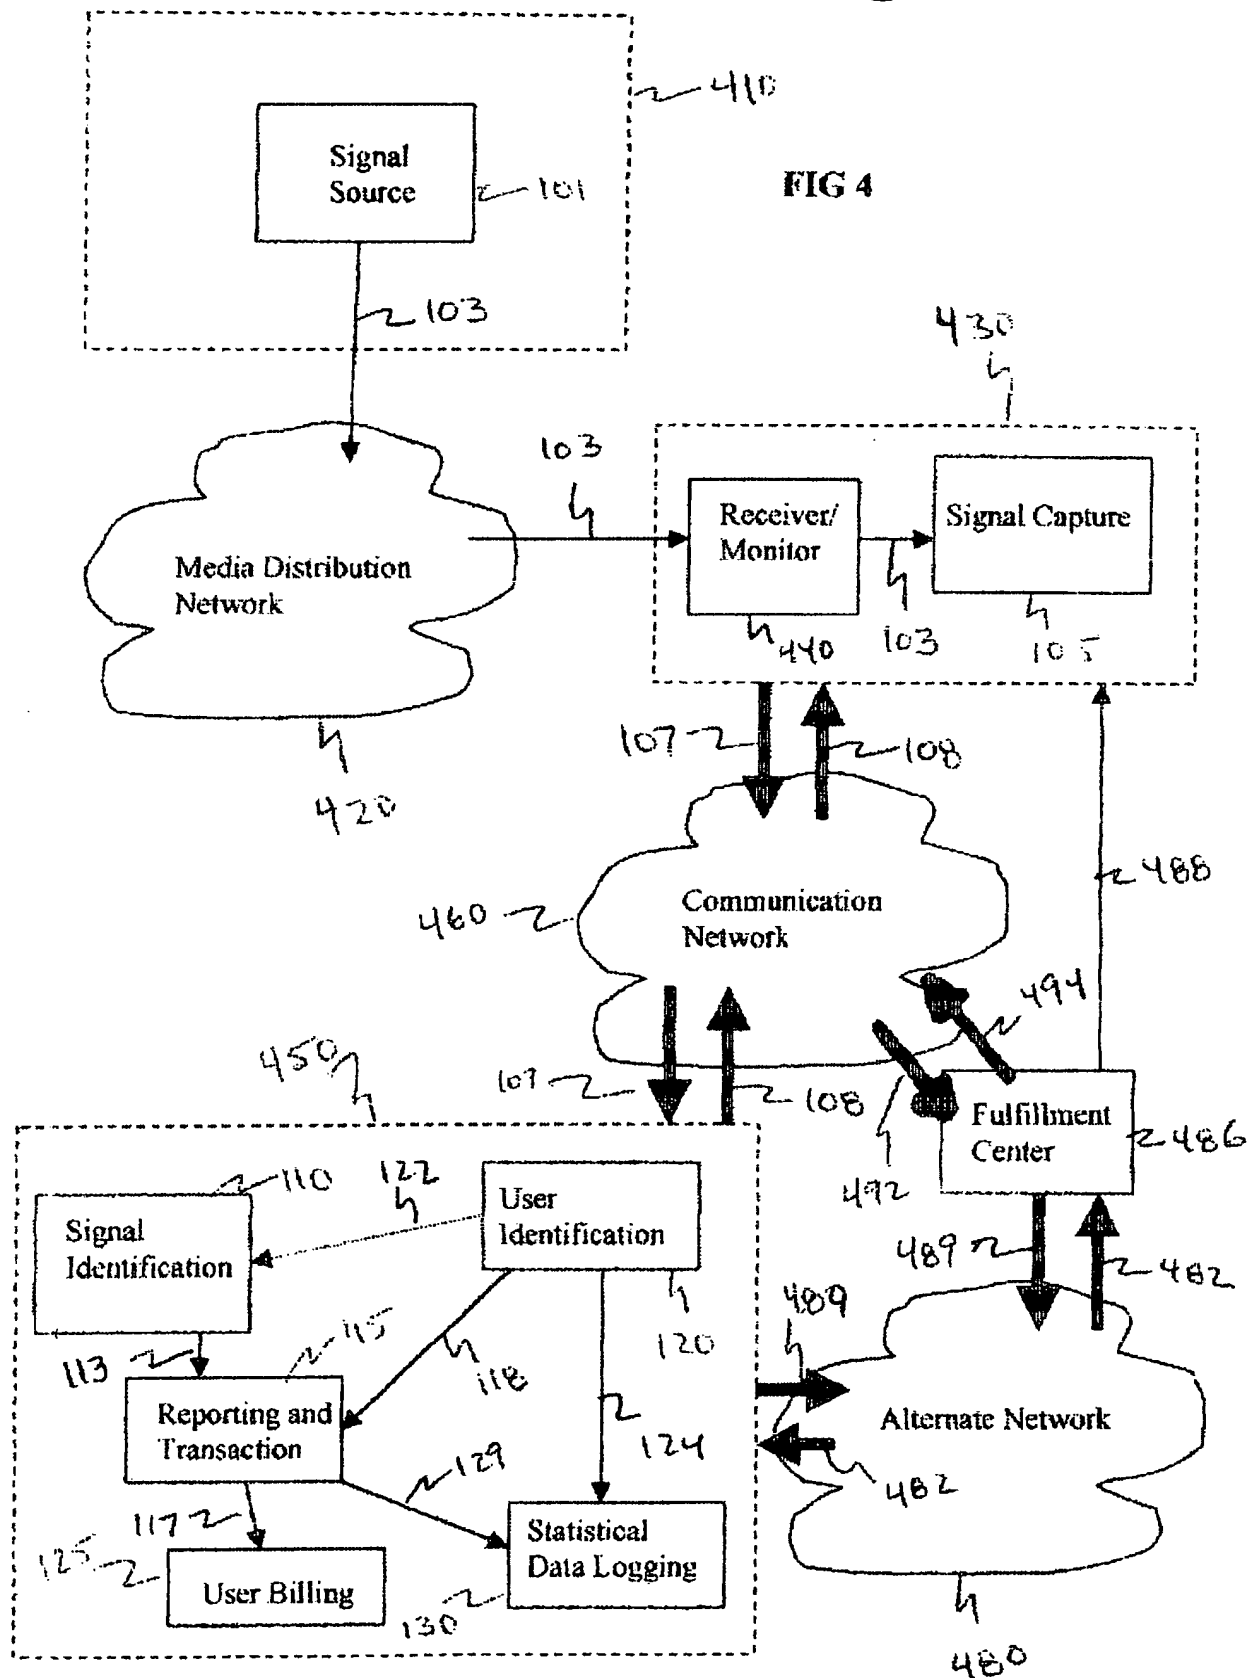 410
Signal
Source
101
FIG 4
103
430
103
Receiver/
Monitor
Signal Capture
Media Distribution
Network
440
103
105
107
108
420
488
Communication
Network
460
494
450
107
108
492
Fulfillment
Center
486
110
122
User
Identification
Signal
Identification
489
482
489
120
113
115
118
Reporting and
Transaction
Alternate Network
124
129
482
117
Statistical
Data Logging
125
User Billing
130
480